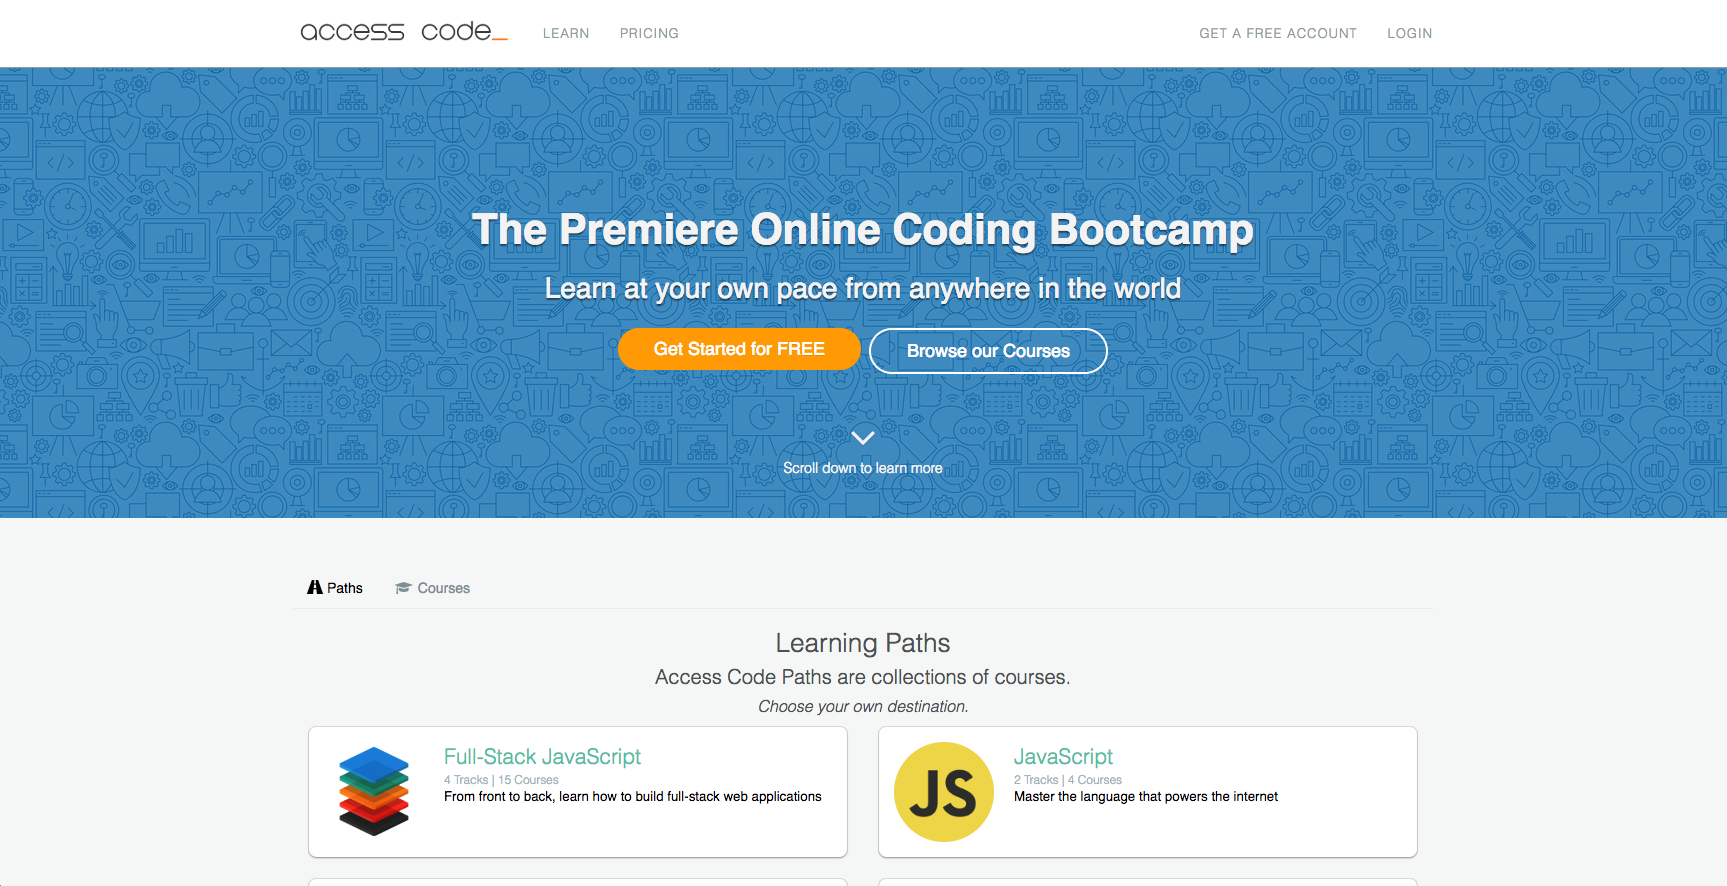 access code_
LEARN
PRICING
GET A FREE ACCOUNT
LOGIN
The Premiere Online Coding Bootcamp
Learn at your own pace from anywhere in the world
Get Started for FREE
Browse our Courses
Scroll down to learn more
Paths
Courses
Learning Paths
Access Code Paths are collections of courses.
Choose your own destination.
Full-Stack JavaScript
4 Tracks | 15 Courses
From front to back, learn how to build full-stack web applications
JS
JavaScript
2 Tracks | 4 Courses
Master the language that powers the internet